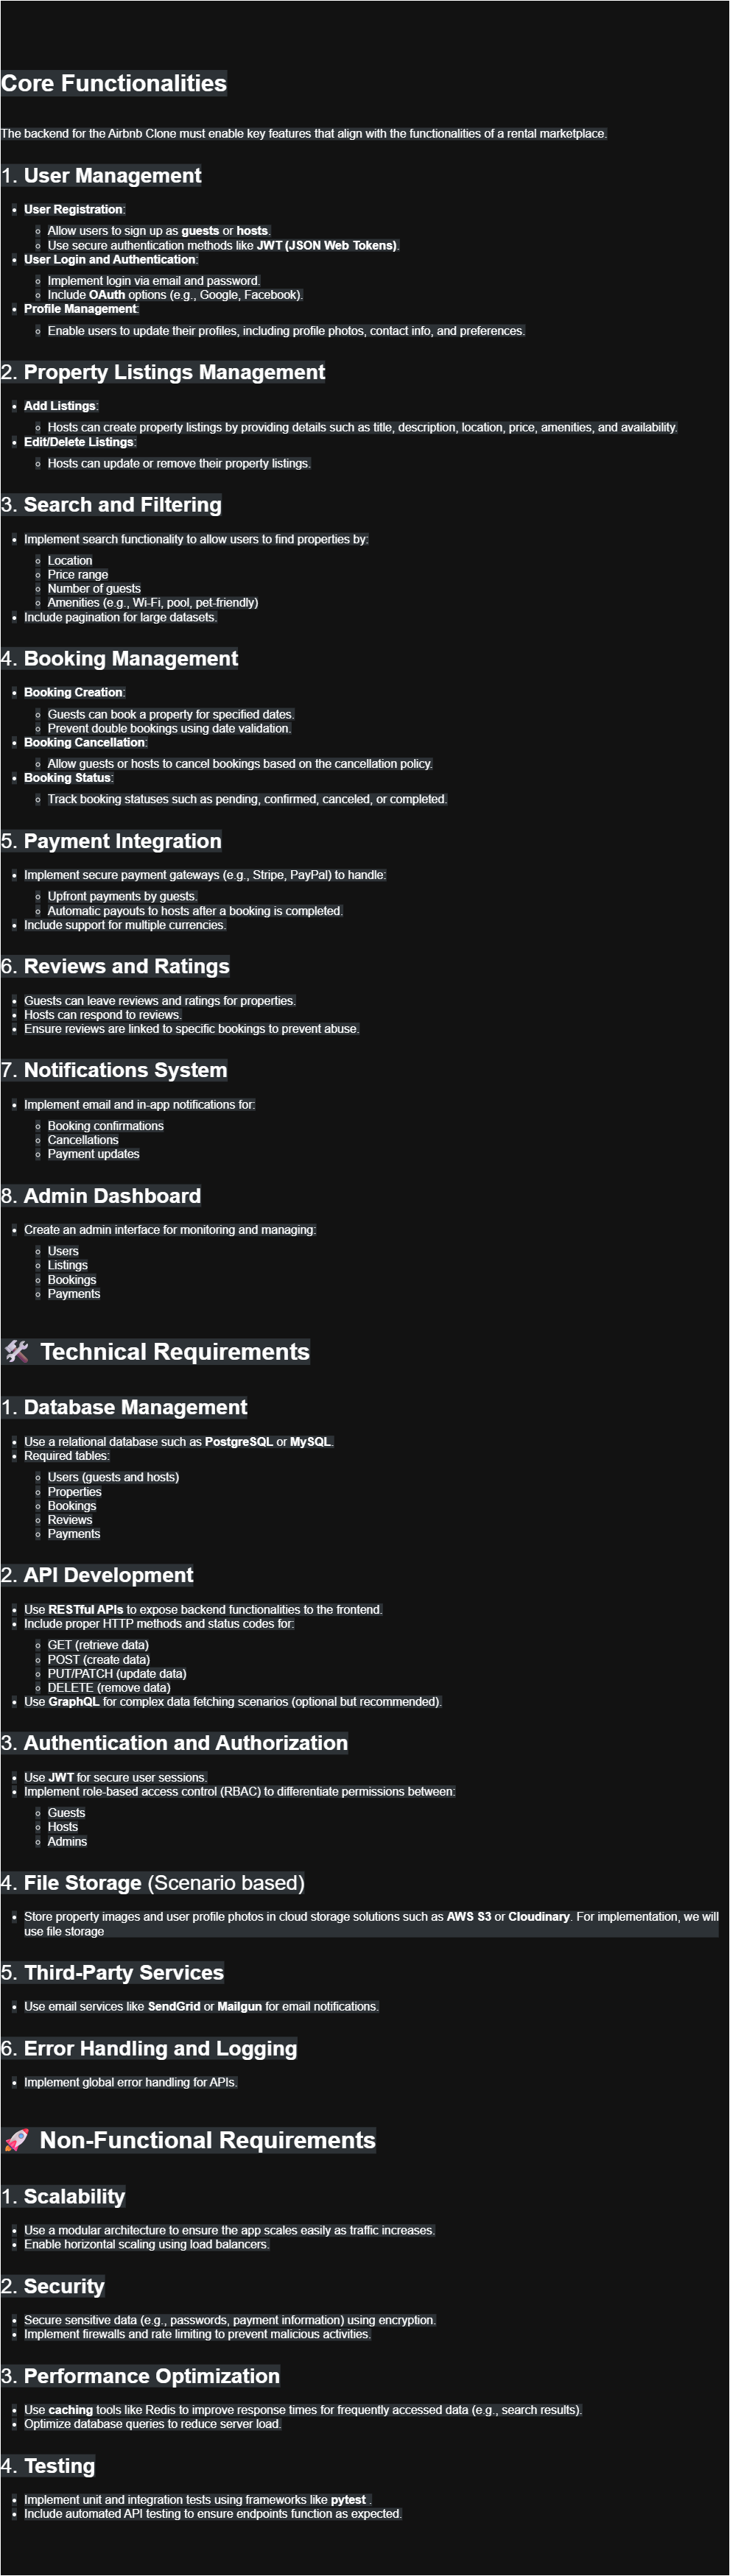 Core Functionalities
The backend for the Airbnb Clone must enable key features that align with the functionalities of a rental marketplace.
1. User Management
• User Registration:
◦ Allow users to sign up as guests or hosts.
◦ Use secure authentication methods like JWT (JSON Web Tokens).
• User Login and Authentication:
◦ Implement login via email and password.
◦ Include OAuth options (e.g., Google, Facebook).
• Profile Management:
◦ Enable users to update their profiles, including profile photos, contact info, and preferences.
2. Property Listings Management
• Add Listings:
◦ Hosts can create property listings by providing details such as title, description, location, price, amenities, and availability.
• Edit/Delete Listings:
◦ Hosts can update or remove their property listings.
3. Search and Filtering
• Implement search functionality to allow users to find properties by:
◦ Location
◦ Price range
◦ Number of guests
◦ Amenities (e.g., Wi-Fi, pool, pet-friendly)
• Include pagination for large datasets.
4. Booking Management
• Booking Creation:
◦ Guests can book a property for specified dates.
◦ Prevent double bookings using date validation.
• Booking Cancellation:
◦ Allow guests or hosts to cancel bookings based on the cancellation policy.
• Booking Status:
◦ Track booking statuses such as pending, confirmed, canceled, or completed.
5. Payment Integration
• Implement secure payment gateways (e.g., Stripe, PayPal) to handle:
◦ Upfront payments by guests.
◦ Automatic payouts to hosts after a booking is completed.
• Include support for multiple currencies.
6. Reviews and Ratings
• Guests can leave reviews and ratings for properties.
• Hosts can respond to reviews.
• Ensure reviews are linked to specific bookings to prevent abuse.
7. Notifications System
• Implement email and in-app notifications for:
◦ Booking confirmations
◦ Cancellations
◦ Payment updates
8. Admin Dashboard
• Create an admin interface for monitoring and managing:
◦ Users
◦ Listings
◦ Bookings
◦ Payments
🛠️ Technical Requirements
1. Database Management
• Use a relational database such as PostgreSQL or MySQL.
• Required tables:
◦ Users (guests and hosts)
◦ Properties
◦ Bookings
◦ Reviews
◦ Payments
2. API Development
• Use RESTful APIs to expose backend functionalities to the frontend.
• Include proper HTTP methods and status codes for:
◦ GET (retrieve data)
◦ POST (create data)
◦ PUT/PATCH (update data)
◦ DELETE (remove data)
• Use GraphQL for complex data fetching scenarios (optional but recommended).
3. Authentication and Authorization
• Use JWT for secure user sessions.
• Implement role-based access control (RBAC) to differentiate permissions between:
◦ Guests
◦ Hosts
◦ Admins
4. File Storage (Scenario based)
• Store property images and user profile photos in cloud storage solutions such as AWS S3 or Cloudinary. For implementation, we will
use file storage
5. Third-Party Services
• Use email services like SendGrid or Mailgun for email notifications.
6. Error Handling and Logging
• Implement global error handling for APIs.
🚀 Non-Functional Requirements
1. Scalability
• Use a modular architecture to ensure the app scales easily as traffic increases.
• Enable horizontal scaling using load balancers.
2. Security
• Secure sensitive data (e.g., passwords, payment information) using encryption.
• Implement firewalls and rate limiting to prevent malicious activities.
3. Performance Optimization
• Use caching tools like Redis to improve response times for frequently accessed data (e.g., search results).
• Optimize database queries to reduce server load.
4. Testing
• Implement unit and integration tests using frameworks like pytest .
• Include automated API testing to ensure endpoints function as expected.